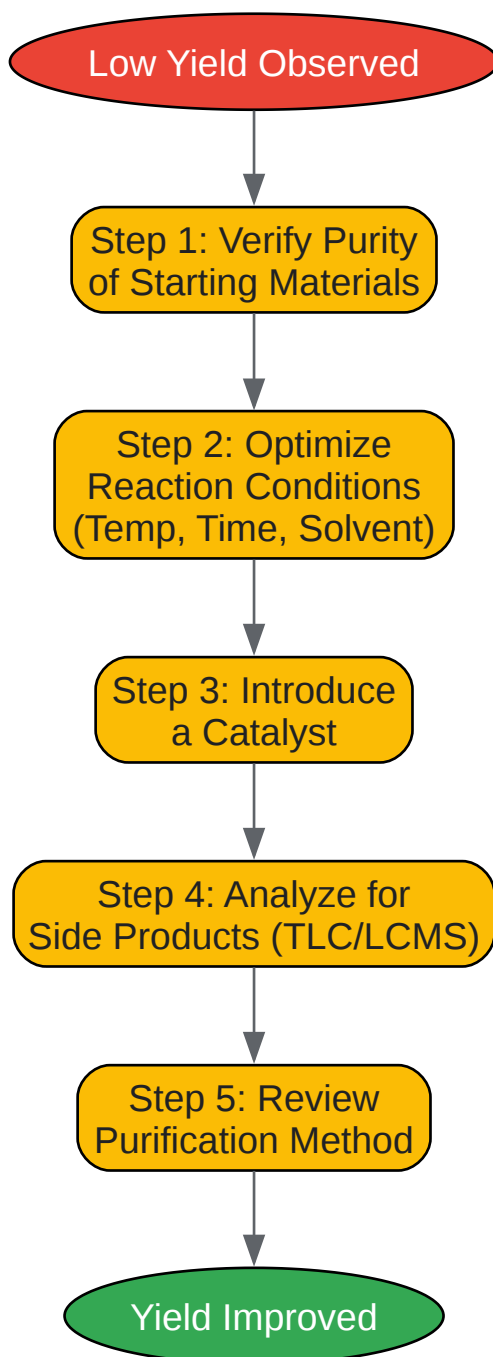 Low Yield Observed
Step 1: Verify Purity
of Starting Materials
Step 2: Optimize
Reaction Conditions
(Temp, Time, Solvent)
Step 3: Introduce
a Catalyst
Step 4: Analyze for
Side Products (TLC/LCMS)
Step 5: Review
Purification Method
Yield Improved